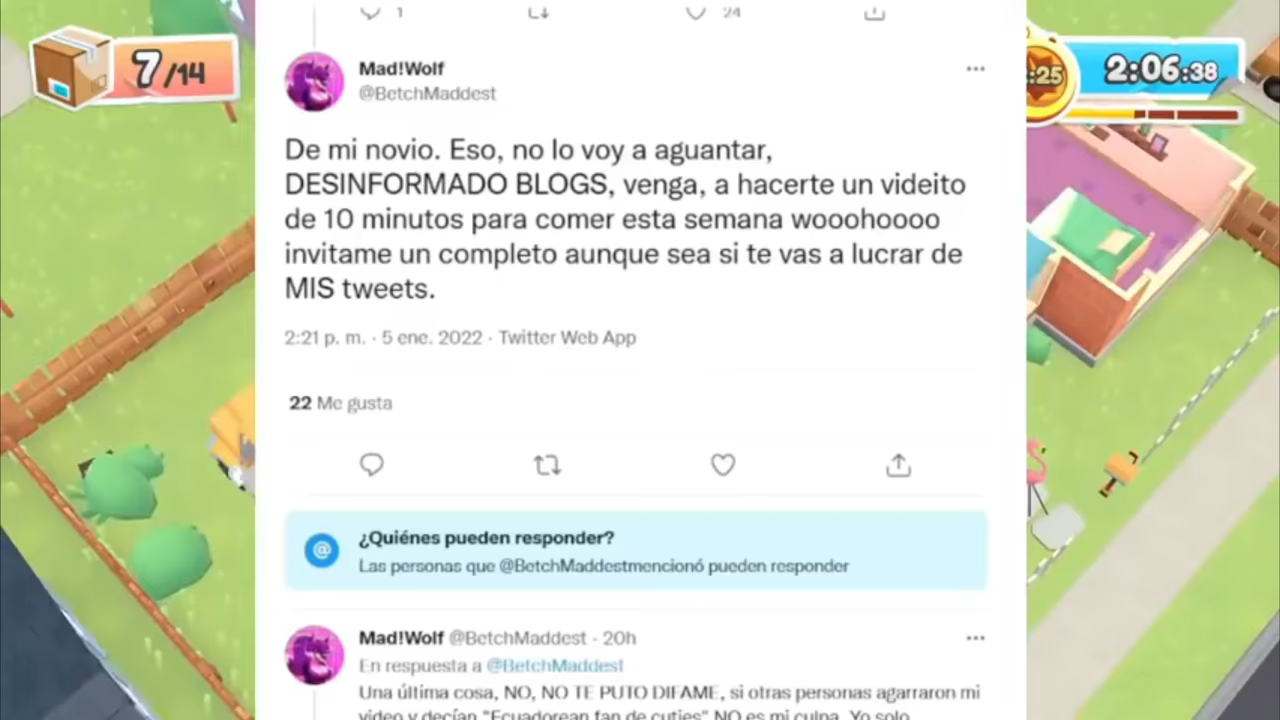 1
24
7/14
:25
2:06:38
Mad!Wolf
@BetchMaddest
De mi novio. Eso, no lo voy a aguantar,
DESINFORMADO BLOGS, venga, a hacerte un videito
de 10 minutos para comer esta semana wooohoooo
invitame un completo aunque sea si te vas a lucrar de
MIS tweets.
2:21 p. m. · 5 ene. 2022 · Twitter Web App
22 Me gusta
@
¿Quiénes pueden responder?
Las personas que @BetchMaddestmencionó pueden responder
Mad!Wolf @BetchMaddest · 20h
En respuesta a @BetchMaddest
Una última cosa, NO, NO TE PUTO DIFAME, si otras personas agarraron mi
video y decían "Ecuadorean fan de cuties" NO es mi culpa. Yo solo